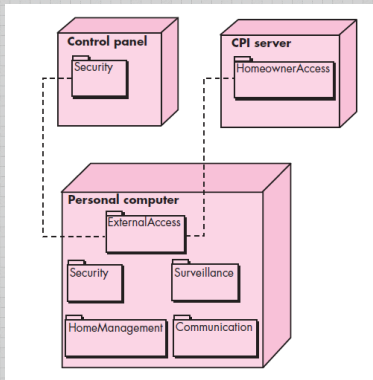 Control panel
Security
CPI server
HomeownerAccess
Personal computer
ExternalAccess
Security
Surveillance
HomeManagement
Communication